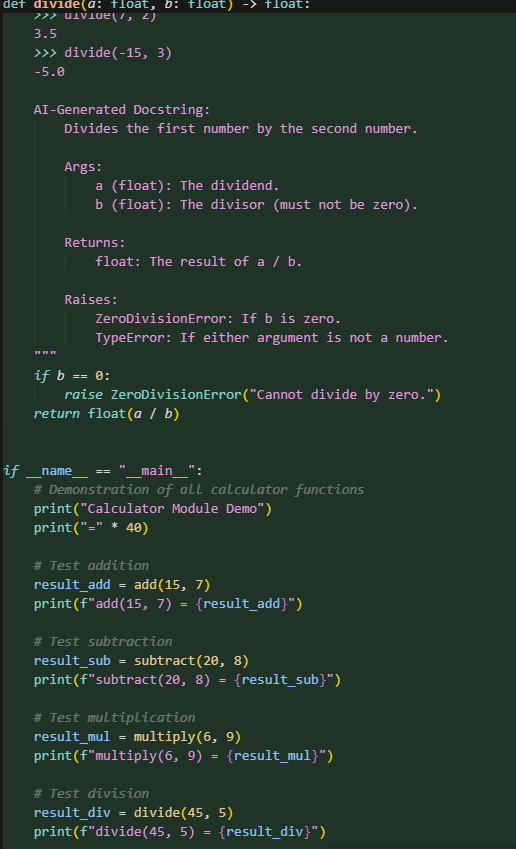 def divide(a: float, b: float) -> float:
    >>> divide(7, 2)
    3.5
    >>> divide(-15, 3)
    -5.0

    AI-Generated Docstring:
        Divides the first number by the second number.

        Args:
            a (float): The dividend.
            b (float): The divisor (must not be zero).

        Returns:
            float: The result of a / b.

        Raises:
            ZeroDivisionError: If b is zero.
            TypeError: If either argument is not a number.
    """
    if b == 0:
        raise ZeroDivisionError("Cannot divide by zero.")
    return float(a / b)


if __name__ == "__main__":
    # Demonstration of all calculator functions
    print("Calculator Module Demo")
    print("=" * 40)

    # Test addition
    result_add = add(15, 7)
    print(f"add(15, 7) = {result_add}")

    # Test subtraction
    result_sub = subtract(20, 8)
    print(f"subtract(20, 8) = {result_sub}")

    # Test multiplication
    result_mul = multiply(6, 9)
    print(f"multiply(6, 9) = {result_mul}")

    # Test division
    result_div = divide(45, 5)
    print(f"divide(45, 5) = {result_div}")